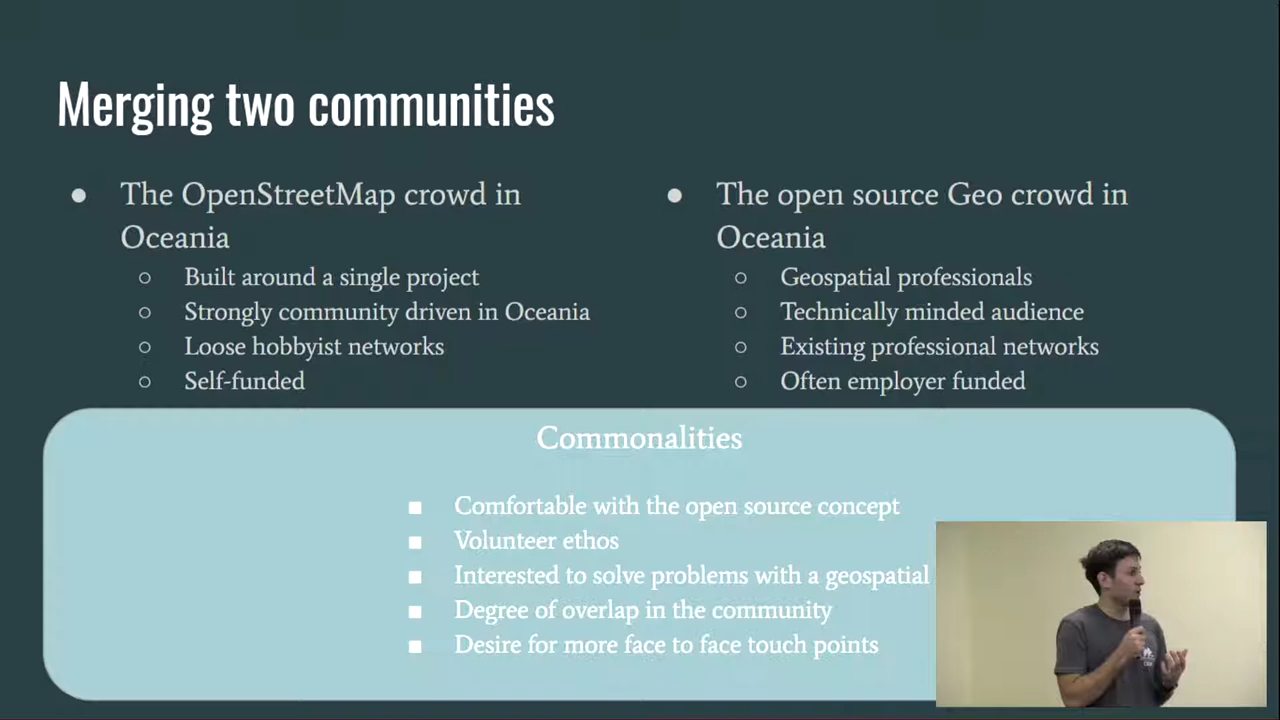 Merging two communities
● The OpenStreetMap crowd in
Oceania
○ Built around a single project
○ Strongly community driven in Oceania
○ Loose hobbyist networks
○ Self-funded
● The open source Geo crowd in
Oceania
○ Geospatial professionals
○ Technically minded audience
○ Existing professional networks
○ Often employer funded
Commonalities
■ Comfortable with the open source concept
■ Volunteer ethos
■ Interested to solve problems with a geospatial
■ Degree of overlap in the community
■ Desire for more face to face touch points